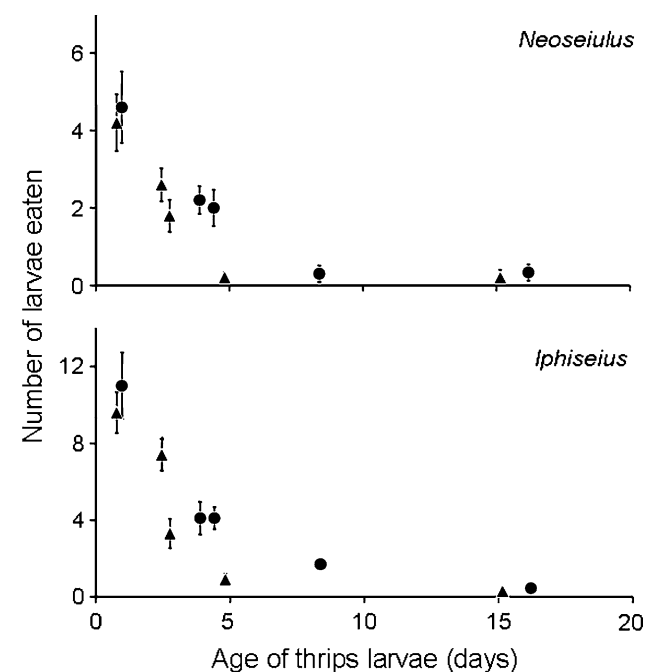 Neoseiulus
6
4
2
0
Number of larvae eaten
Iphiseius
12
8
4
0
0 5 10 15 20
Age of thrips larvae (days)